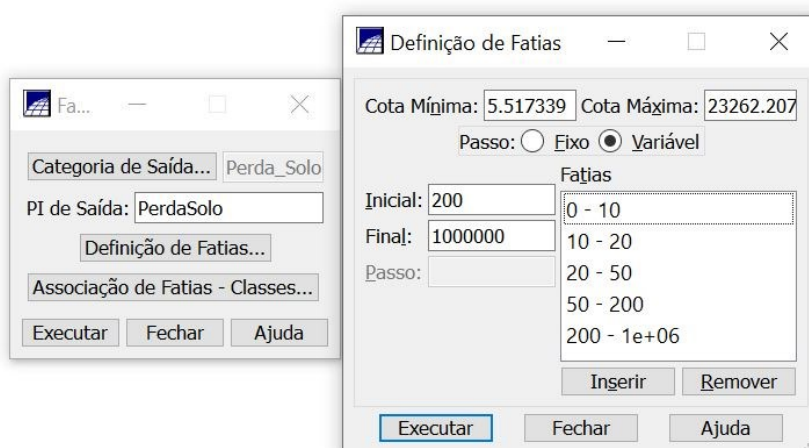 Fa...
Categoria de Saída... Perda_Solo
PI de Saída: PerdaSolo
Definição de Fatias...
Associação de Fatias - Classes...
Executar Fechar Ajuda
Definição de Fatias
Cota Mínima: 5.517339 Cota Máxima: 23262.207
Passo: Fixo Variável
Fatias
Inicial: 200
Final: 1000000
Passo:
0 - 10
10 - 20
20 - 50
50 - 200
200 - 1e+06
Inserir Remover
Executar Fechar Ajuda